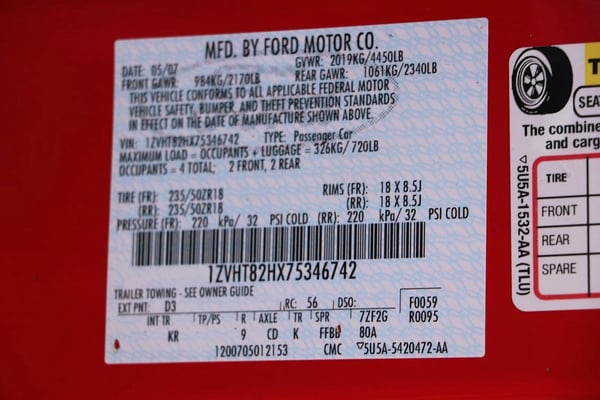 MFD. BY FORD MOTOR CO.
DATE: 05/07 GVWR: 2019KG/4450LB
FRONT GAWR: 984KG/2170LB REAR GAWR: 1061KG/2340LB
THIS VEHICLE CONFORMS TO ALL APPLICABLE FEDERAL MOTOR
VEHICLE SAFETY, BUMPER, AND THEFT PREVENTION STANDARDS
IN EFFECT ON THE DATE OF MANUFACTURE SHOWN ABOVE.
VIN: 1ZVHT82HX75346742 TYPE: Passenger Car
MAXIMUM LOAD = OCCUPANTS + LUGGAGE = 326KG/720LB
OCCUPANTS = 4 TOTAL; 2 FRONT, 2 REAR
TIRE (FR): 235/50ZR18 RIMS (FR): 18 X 8.5J
(RR): 235/50ZR18 (RR): 18 X 8.5J
PRESSURE (FR): 220 kPa/ 32 PSI COLD (RR): 220 kPa/ 32 PSI COLD
1ZVHT82HX75346742
TRAILER TOWING - SEE OWNER GUIDE
EXT PNT: D3 RC: 56 DSO: F0059
INT TR TP/PS R AXLE TR SPR 7ZF2G R0095
KR 9 CD K FFBB 80A
1200705012153 CMC ▽5U5A-5420472-AA
SEA
The combine
and carg
TIRE
FRONT
REAR
SPARE
▽5U5A-1532-AA (TLU)